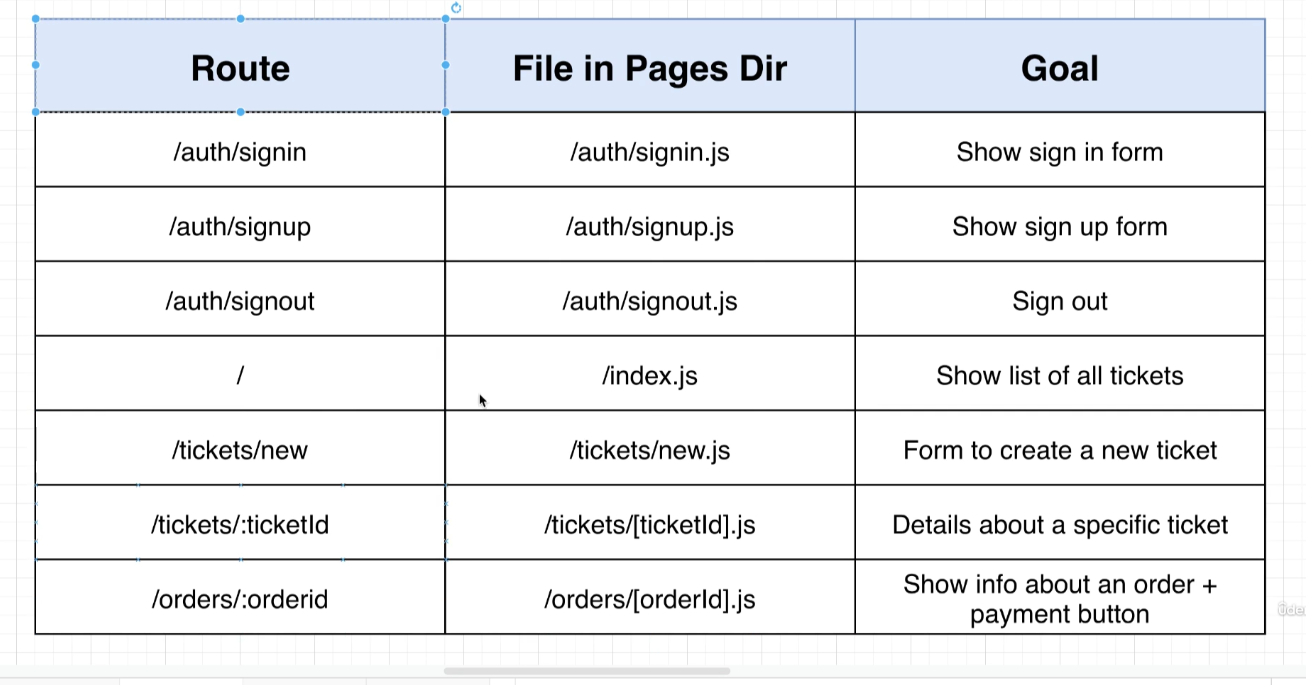 Route File in Pages Dir Goal
/auth/signin /auth/signin.js Show sign in form
/auth/signup /auth/signup.js Show sign up form
/auth/signout /auth/signout.js Sign out
/ /index.js Show list of all tickets
/tickets/new /tickets/new.js Form to create a new ticket
/tickets/:ticketId /tickets/[ticketId].js Details about a specific ticket
/orders/:orderid /orders/[orderId].js Show info about an order +
payment button